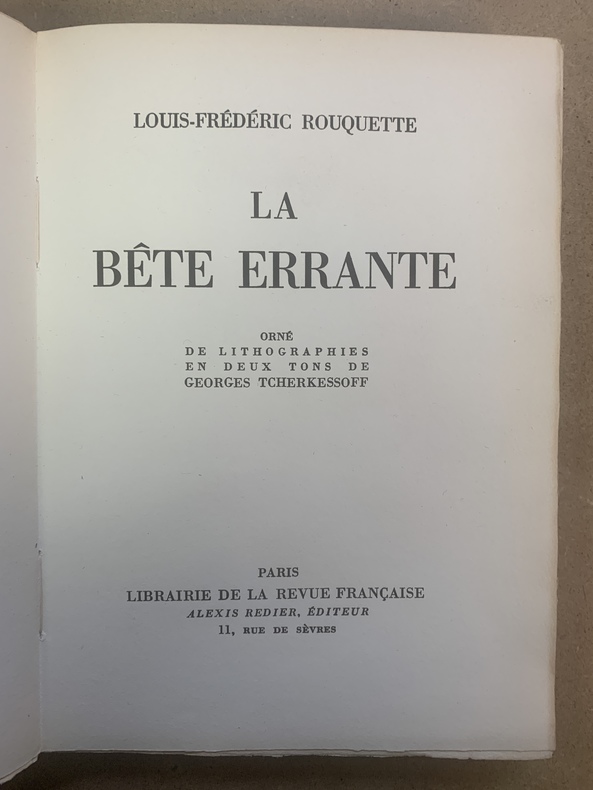 LOUIS-FRÉDÉRIC ROUQUETTE
LA
BÊTE ERRANTE
ORNÉ
DE LITHOGRAPHIES
EN DEUX TONS DE
GEORGES TCHERKESSOFF
PARIS
LIBRAIRIE DE LA REVUE FRANÇAISE
ALEXIS REDIER, ÉDITEUR
11, RUE DE SÈVRES